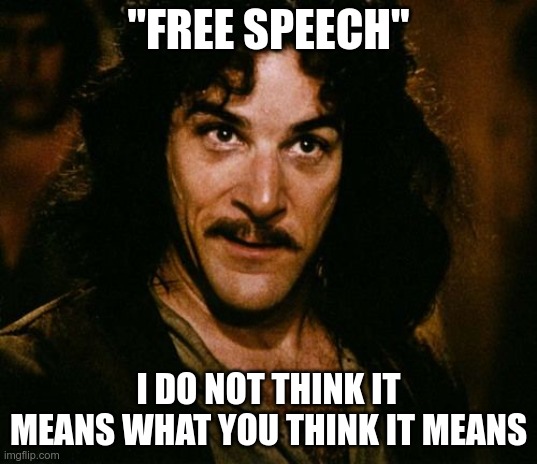 "FREE SPEECH"
I DO NOT THINK IT
MEANS WHAT YOU THINK IT MEANS
imgflip.com